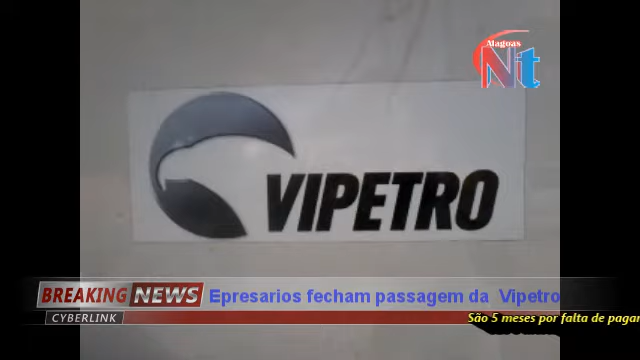 Alagoas
Nt
VIPETRO
BREAKING NEWS
Epresarios fecham passagem da Vipetro
CYBERLINK
São 5 meses por falta de pagar